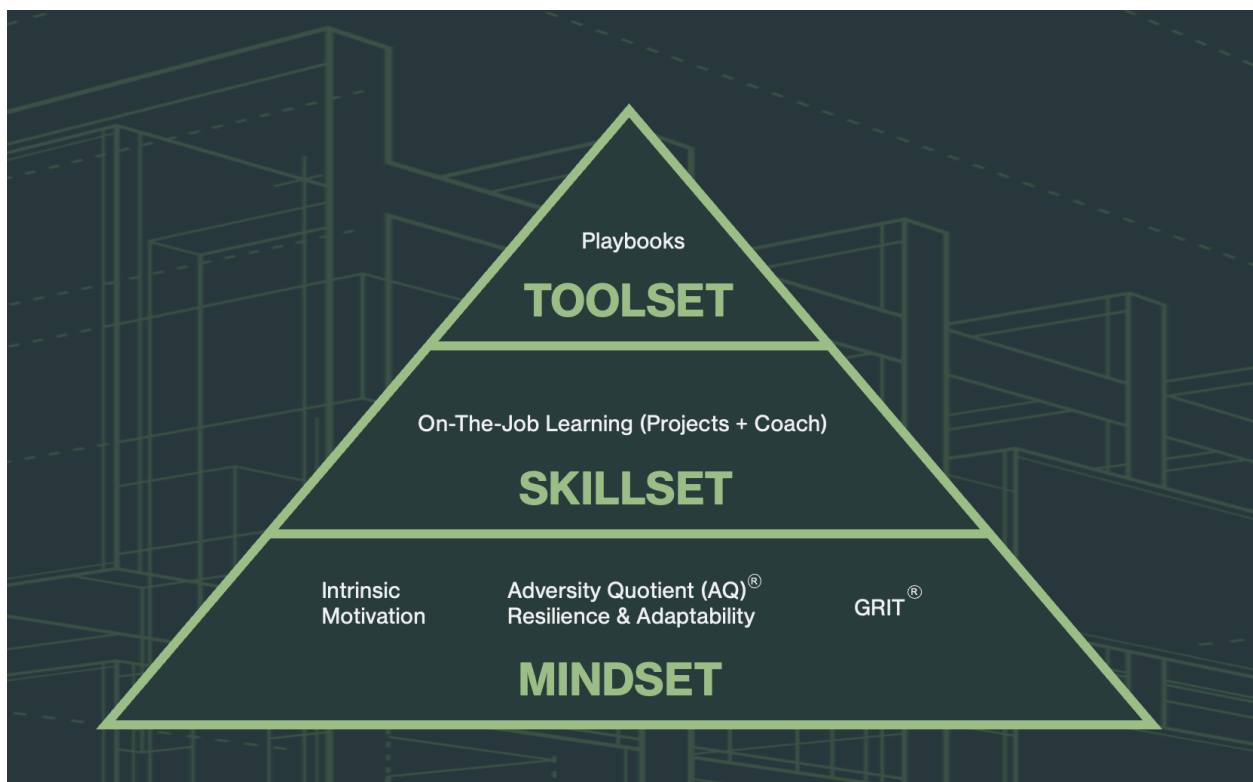 Playbooks
TOOLSET
On-The-Job Learning (Projects + Coach)
SKILLSET
Intrinsic
Motivation
Adversity Quotient (AQ)®
Resilience & Adaptability
GRIT®
MINDSET